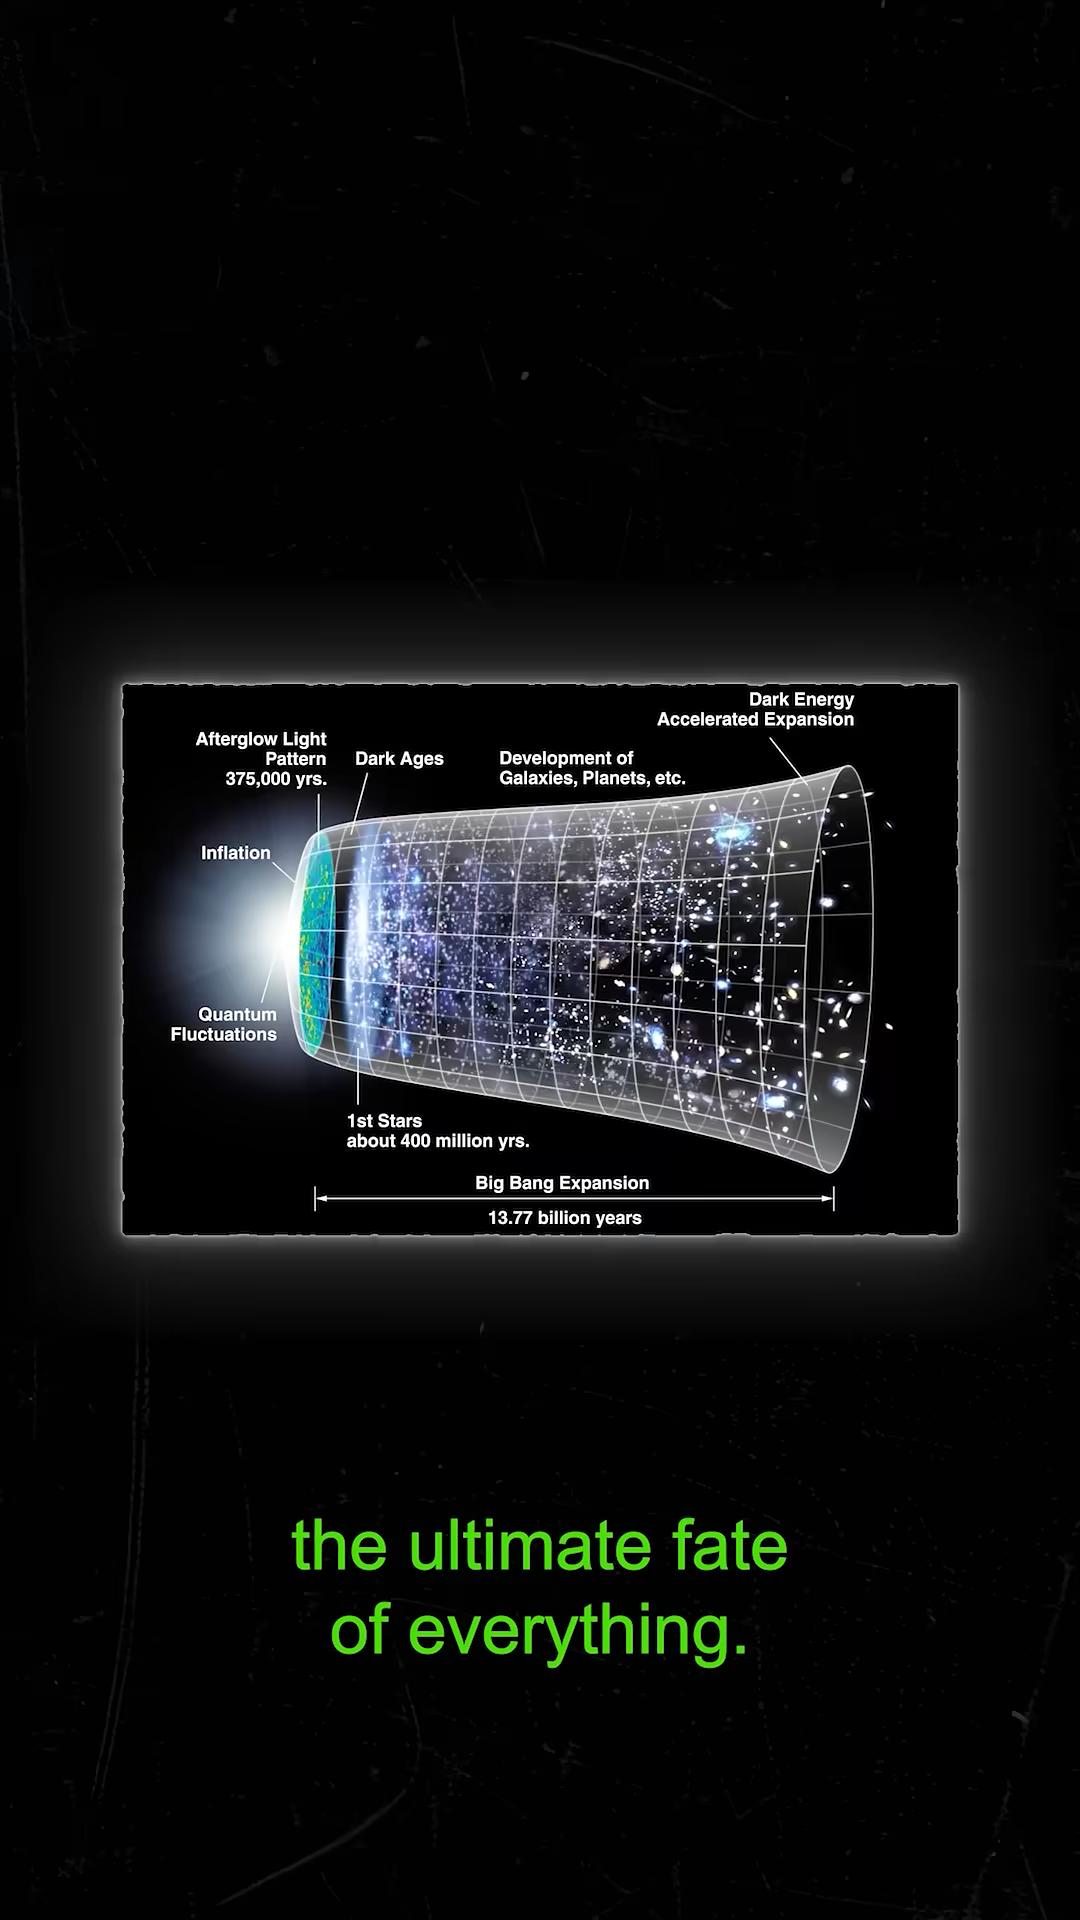 Dark Energy
Accelerated Expansion
Afterglow Light
Pattern
375,000 yrs.
Dark Ages
Development of
Galaxies, Planets, etc.
Inflation
Quantum
Fluctuations
1st Stars
about 400 million yrs.
Big Bang Expansion
13.77 billion years
the ultimate fate
of everything.